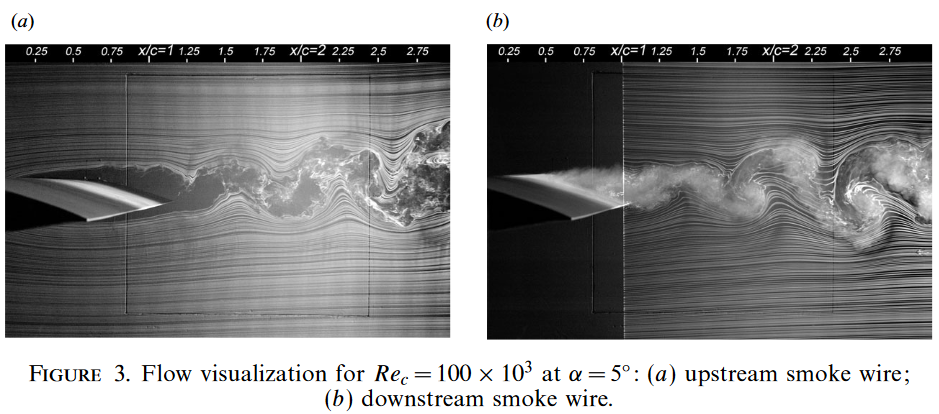 (a)
(b)
0.25 0.5 0.75 x/c=1 1.25 1.5 1.75 x/c=2 2.25 2.5 2.75
0.25 0.5 0.75 x/c=1 1.25 1.5 1.75 x/c=2 2.25 2.5 2.75
FIGURE 3. Flow visualization for Re_c = 100 × 10³ at α = 5°: (a) upstream smoke wire;
(b) downstream smoke wire.